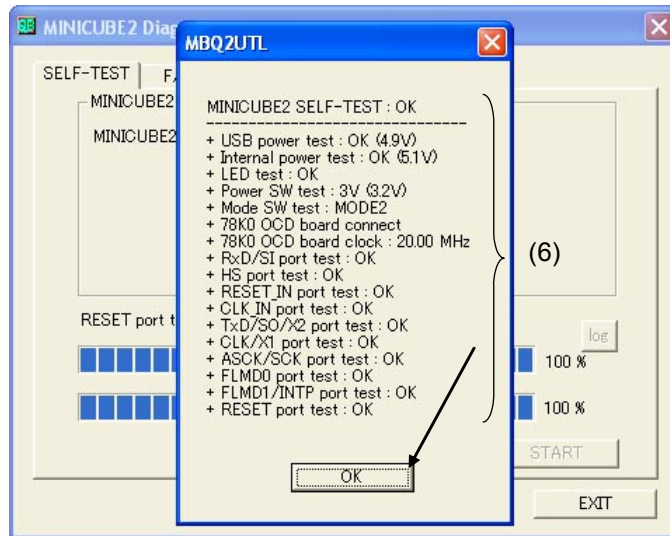 MINICUBE2 Diag
MBQ2UTL
SELF-TEST
F/
MINICUBE2
MINICUBE2
MINICUBE2 SELF-TEST : OK
--------------------------------
+ USB power test : OK (4.9V)
+ Internal power test : OK (5.1V)
+ LED test : OK
+ Power SW test : 3V (3.2V)
+ Mode SW test : MODE2
+ 78K0 OCD board connect
+ 78K0 OCD board clock : 20.00 MHz
+ RxD/SI port test : OK
+ HS port test : OK
+ RESET_IN port test : OK
+ CLK_IN port test : OK
+ TxD/SO/X2 port test : OK
+ CLK/X1 port test : OK
+ ASCK/SCK port test : OK
+ FLMD0 port test : OK
+ FLMD1/INTP port test : OK
+ RESET port test : OK
(6)
RESET port t
log
100 %
100 %
START
OK
EXIT